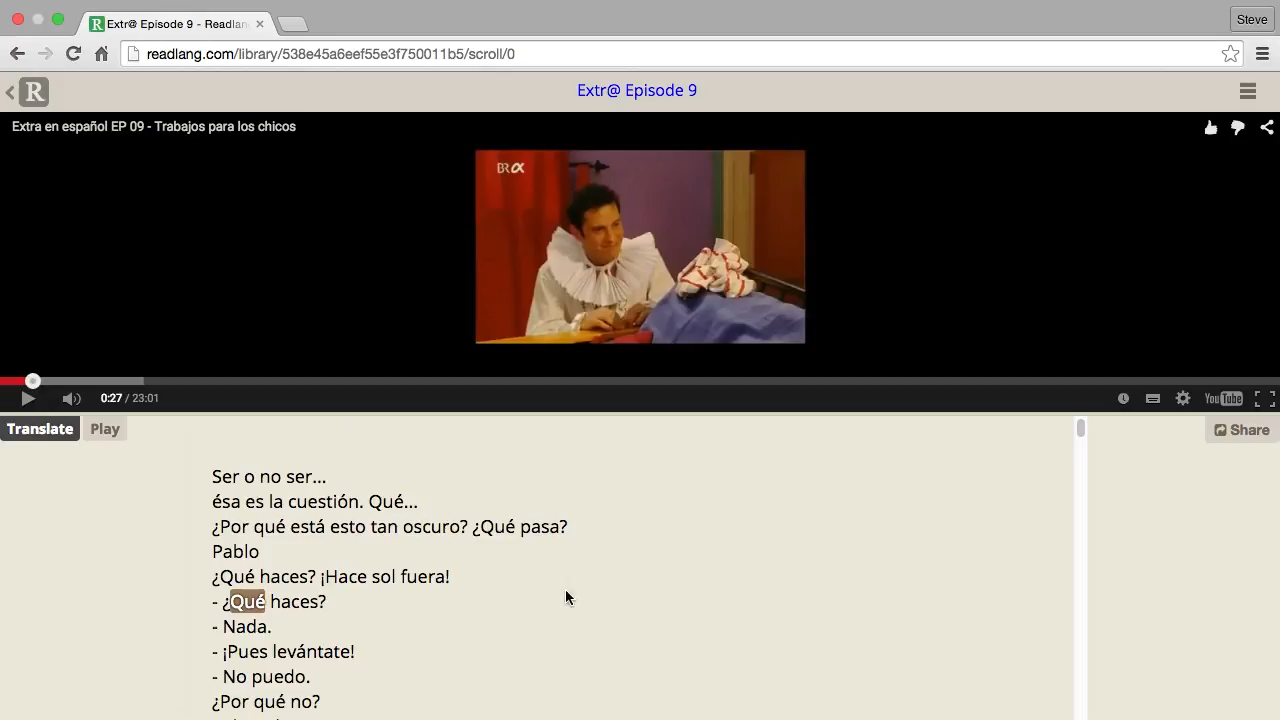 Extr@ Episode 9 - Readlan
Steve
readlang.com/library/538e45a6eef55e3f750011b5/scroll/0
R
Extr@ Episode 9
Extra en español EP 09 - Trabajos para los chicos
BRα
0:27 / 23:01
YouTube
Translate
Play
Share
Ser o no ser...
ésa es la cuestión. Qué...
¿Por qué está esto tan oscuro? ¿Qué pasa?
Pablo
¿Qué haces? ¡Hace sol fuera!
- ¿Qué haces?
- Nada.
- ¡Pues levántate!
- No puedo.
¿Por qué no?